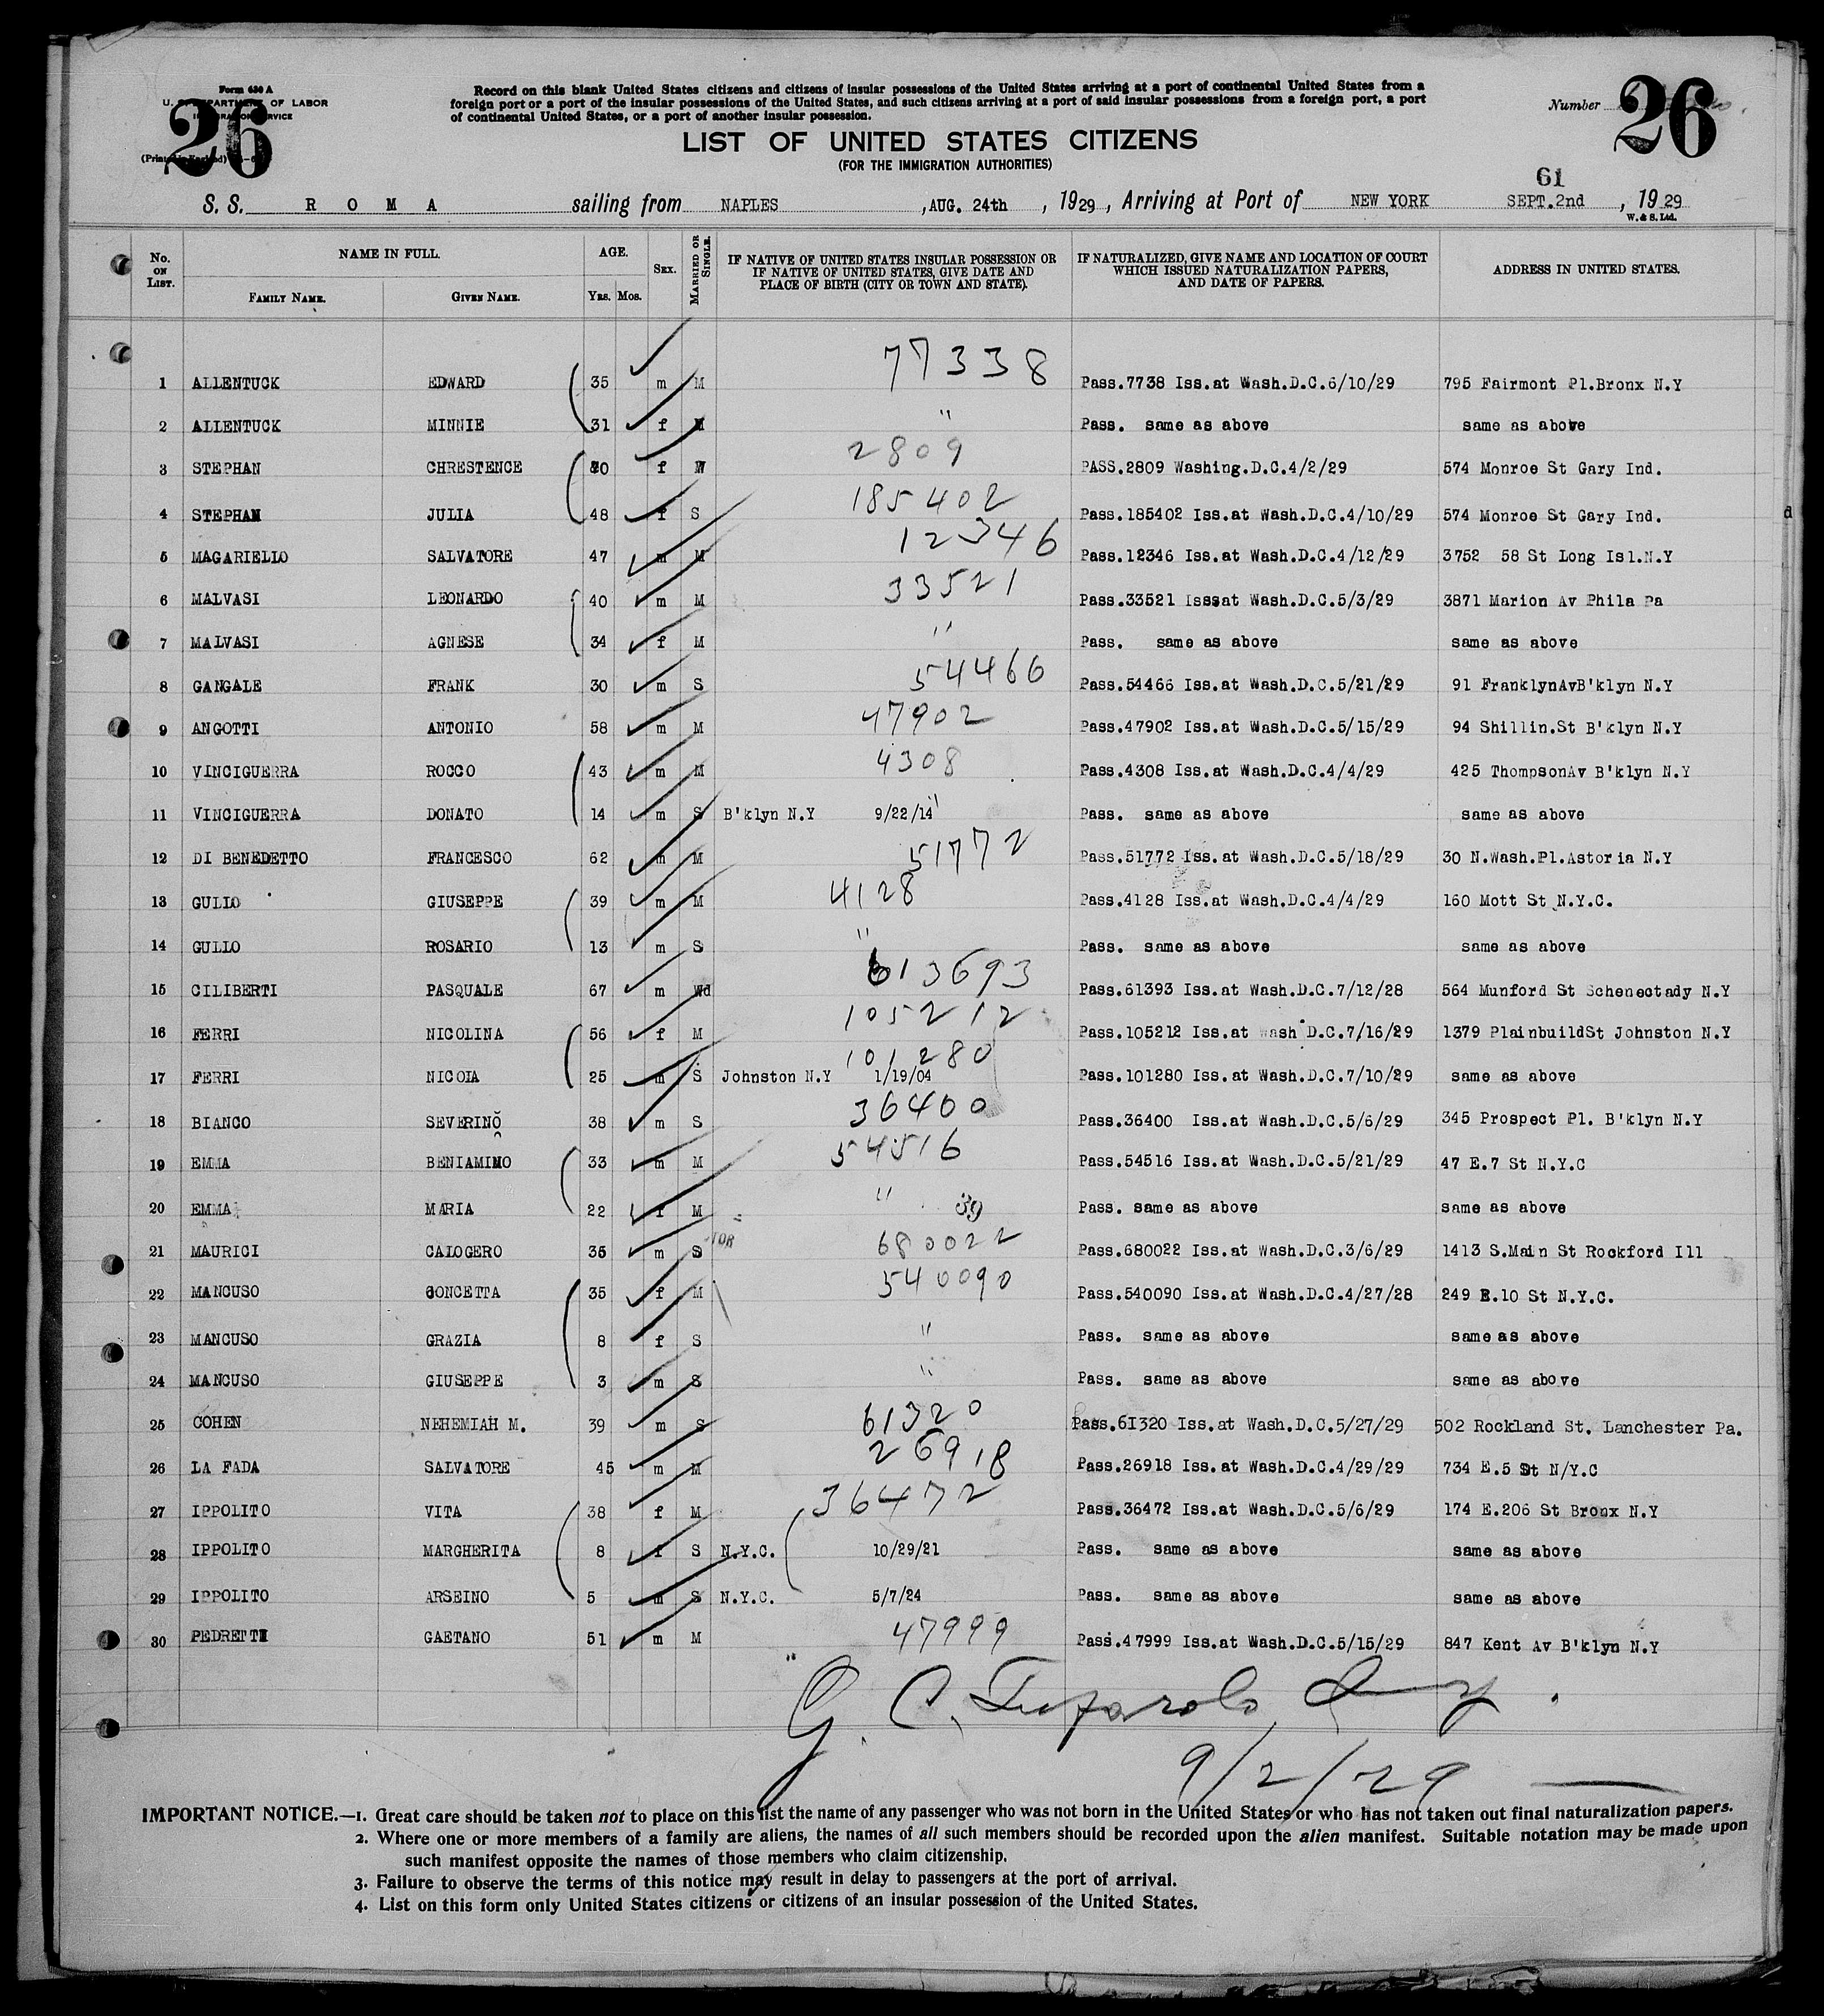 Form 630 A
U. S. DEPARTMENT OF LABOR
IMMIGRATION SERVICE
26
Record on this blank United States citizens and citizens of insular possessions of the United States arriving at a port of continental United States from a
foreign port or a port of the insular possessions of the United States, and such citizens arriving at a port of said insular possessions from a foreign port, a port
of continental United States, or a port of another insular possession.
Number
26
LIST OF UNITED STATES CITIZENS
(FOR THE IMMIGRATION AUTHORITIES)
61
S. S. R O M A sailing from NAPLES , AUG. 24th , 1929 , Arriving at Port of NEW YORK SEPT.2nd , 1929
W. & S. Ltd.
No. ON LIST. NAME IN FULL. FAMILY NAME. GIVEN NAME. AGE. YRS. MOS. SEX. MARRIED OR SINGLE. IF NATIVE OF UNITED STATES INSULAR POSSESSION OR IF NATIVE OF UNITED STATES, GIVE DATE AND PLACE OF BIRTH (CITY OR TOWN AND STATE). IF NATURALIZED, GIVE NAME AND LOCATION OF COURT WHICH ISSUED NATURALIZATION PAPERS, AND DATE OF PAPERS. ADDRESS IN UNITED STATES.
1 ALLENTUCK EDWARD 35 m M 77338 Pass.7738 Iss.at Wash.D.C.6/10/29 795 Fairmont Pl.Bronx N.Y
2 ALLENTUCK MINNIE 31 f M " Pass. same as above same as above
3 STEPHAN CHRESTENCE 40 f W 2809 PASS.2809 Washing.D.C.4/2/29 574 Monroe St Gary Ind.
4 STEPHAN JULIA 48 f S 185402 Pass.185402 Iss.at Wash.D.C.4/10/29 574 Monroe St Gary Ind.
5 MAGARIELLO SALVATORE 47 m M 12346 Pass.12346 Iss.at Wash.D.C.4/12/29 3752 58 St Long Isl.N.Y
6 MALVASI LEONARDO 40 m M 33521 Pass.33521 Isssat Wash.D.C.5/3/29 3871 Marion Av Phila Pa
7 MALVASI AGNESE 34 f M " Pass. same as above same as above
8 GANGALE FRANK 30 m S 54466 Pass.54466 Iss.at Wash.D.C.5/21/29 91 FranklynAvB'klyn N.Y
9 ANGOTTI ANTONIO 58 m M 47902 Pass.47902 Iss.at Wash.D.C.5/15/29 94 Shillin.St B'klyn N.Y
10 VINCIGUERRA ROCCO 43 m M 4308 Pass.4308 Iss.at Wash.D.C.4/4/29 425 ThompsonAv B'klyn N.Y
11 VINCIGUERRA DONATO 14 m S B'klyn N.Y 9/22/14 " Pass. same as above same as above
12 DI BENEDETTO FRANCESCO 62 m M 51772 Pass.51772 Iss.at Wash.D.C.5/18/29 30 N.Wash.Pl.Astoria N.Y
13 GULLO GIUSEPPE 39 m M 4128 Pass.4128 Iss.at Wash.D.C.4/4/29 160 Mott St N.Y.C.
14 GULLO ROSARIO 13 m S " Pass. same as above same as above
15 CILIBERTI PASQUALE 67 m Wd 613693 Pass.61393 Iss.at Wash.D.C.7/12/28 564 Munford St Schenectady N.Y
16 FERRI NICOLINA 56 f M 105212 Pass.105212 Iss.at Wash D.C.7/16/29 1379 PlainbuildSt Johnston N.Y
17 FERRI NICOLA 25 m S Johnston N.Y 101280 1/19/04 Pass.101280 Iss.at Wash.D.C.7/10/29 same as above
18 BIANCO SEVERINO 38 m S 36400 Pass.36400 Iss.at Wash.D.C.5/6/29 345 Prospect Pl. B'klyn N.Y
19 EMMA BENIAMINO 33 m M 54516 Pass.54516 Iss.at Wash.D.C.5/21/29 47 E.7 St N.Y.C
20 EMMA MARIA 22 f M " 39 Pass. same as above same as above
21 MAURICI CALOGERO 36 m S 680022 Pass.680022 Iss.at Wash.D.C.3/6/29 1413 S.Main St Rockford Ill
22 MANCUSO CONCETTA 35 f M 540090 Pass.540090 Iss.at Wash.D.C.4/27/28 249 E.10 St N.Y.C.
23 MANCUSO GRAZIA 8 f S " Pass. same as above same as above
24 MANCUSO GIUSEPPE 3 m S " Pass. same as above same as above
25 COHEN NEHEMIAH M. 39 m S 61320 Pass.61320 Iss.at Wash.D.C.5/27/29 502 Rockland St. Lanchester Pa.
26 LA FADA SALVATORE 45 m M 26918 Pass.26918 Iss.at Wash.D.C.4/29/29 734 E.5 St N/Y.C
27 IPPOLITO VITA 38 f M 36472 Pass.36472 Iss.at Wash.D.C.5/6/29 174 E.206 St Bronx N.Y
28 IPPOLITO MARGHERITA 8 f S N.Y.C. 10/29/21 Pass. same as above same as above
29 IPPOLITO ARSEINO 5 m S N.Y.C. 5/7/24 Pass. same as above same as above
30 PEDRETTI GAETANO 51 m M 47999 Pass.47999 Iss.at Wash.D.C.5/15/29 847 Kent Av B'klyn N.Y
G. C.
9/2/29
IMPORTANT NOTICE.—1. Great care should be taken not to place on this list the name of any passenger who was not born in the United States or who has not taken out final naturalization papers.
2. Where one or more members of a family are aliens, the names of all such members should be recorded upon the alien manifest. Suitable notation may be made upon
such manifest opposite the names of those members who claim citizenship.
3. Failure to observe the terms of this notice may result in delay to passengers at the port of arrival.
4. List on this form only United States citizens or citizens of an insular possession of the United States.